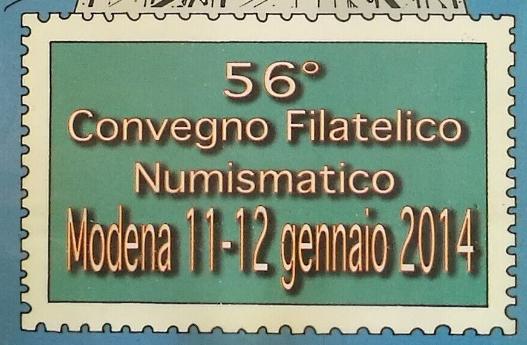 56°
Convegno Filatelico
Numismatico
Modena 11-12 gennaio 2014